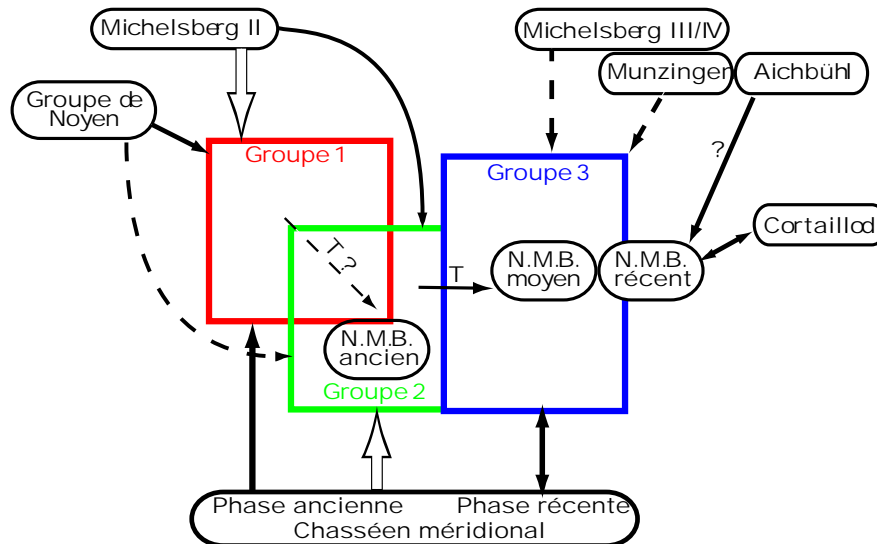 Michelsberg II
Michelsberg III/IV
Munzingen
Aichbühl
Groupe de
Noyen
Groupe 1
Groupe 3
?
Cortaillod
T ?
T
N.M.B.
moyen
N.M.B.
récent
N.M.B.
ancien
Groupe 2
Phase ancienne
Phase récente
Chasséen méridional